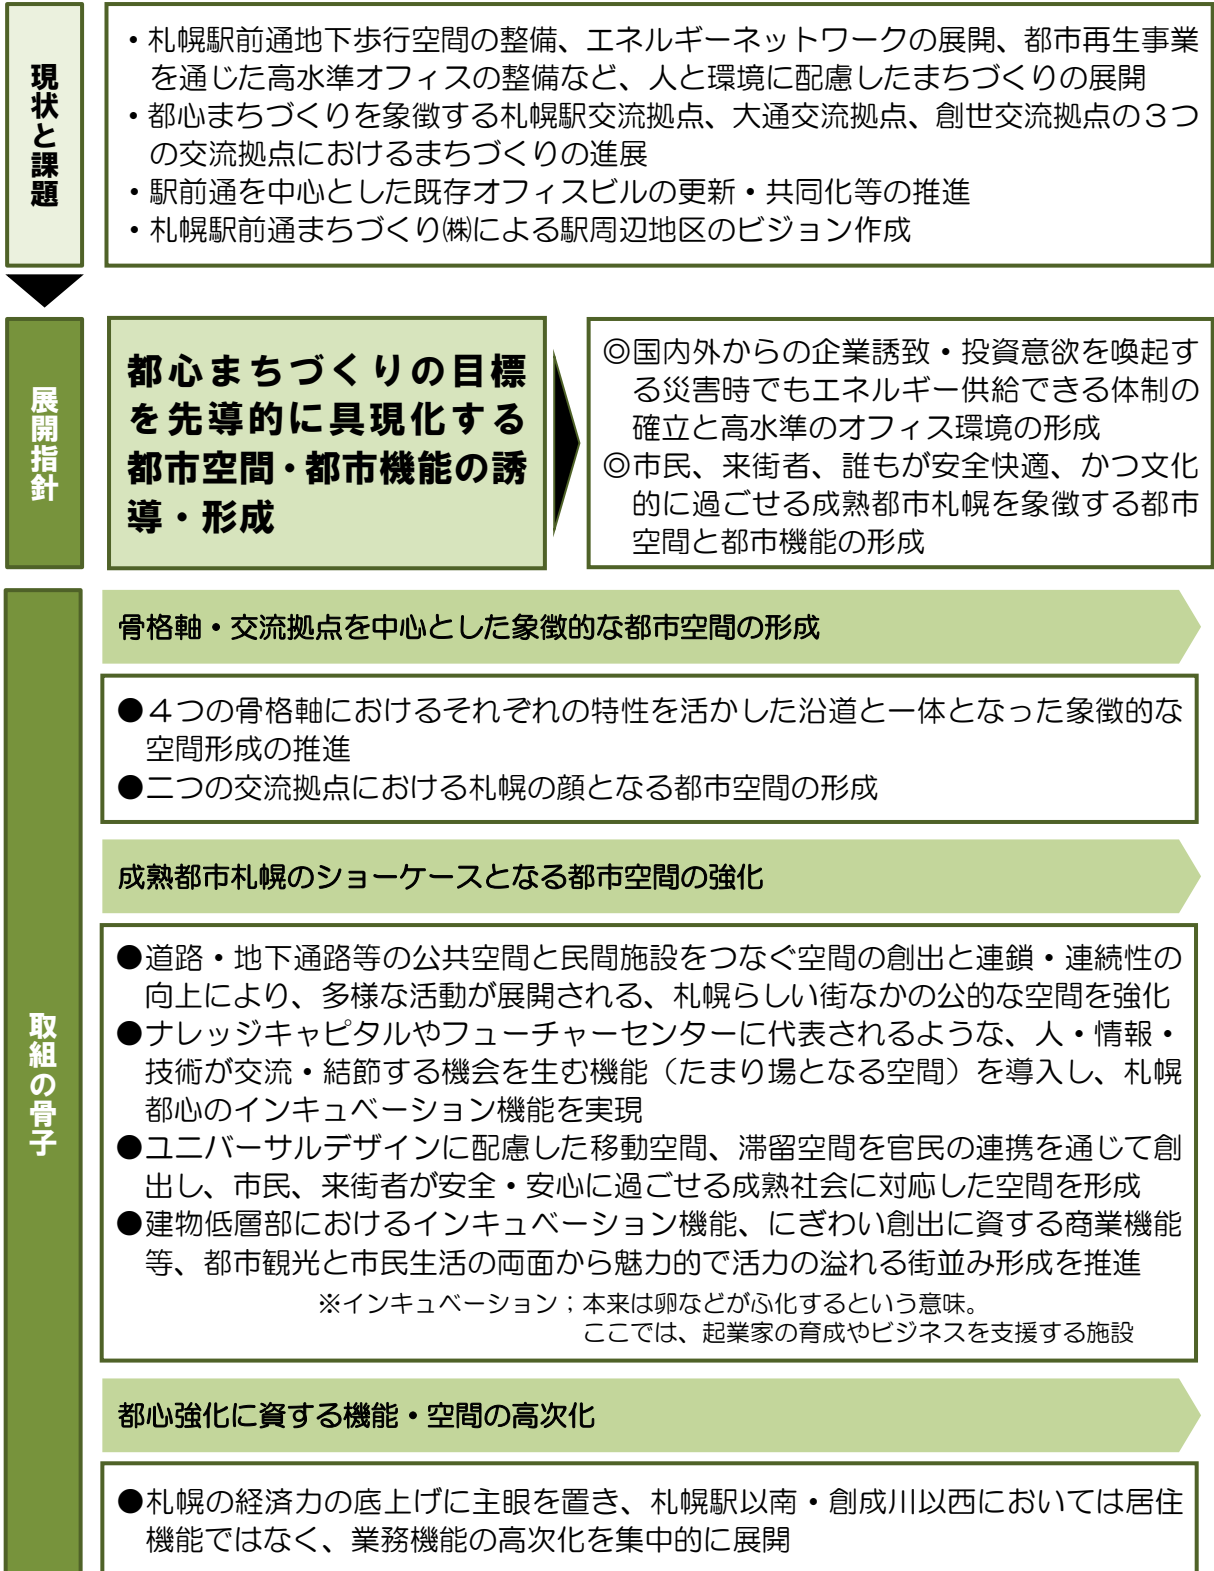 現状と課題
・札幌駅前通地下歩行空間の整備、エネルギーネットワークの展開、都市再生事業
を通じた高水準オフィスの整備など、人と環境に配慮したまちづくりの展開
・都心まちづくりを象徴する札幌駅交流拠点、大通交流拠点、創世交流拠点の３つ
の交流拠点におけるまちづくりの進展
・駅前通を中心とした既存オフィスビルの更新・共同化等の推進
・札幌駅前通まちづくり㈱による駅周辺地区のビジョン作成
展開指針
都心まちづくりの目標
を先導的に具現化する
都市空間・都市機能の誘
導・形成
◎国内外からの企業誘致・投資意欲を喚起す
る災害時でもエネルギー供給できる体制の
確立と高水準のオフィス環境の形成
◎市民、来街者、誰もが安全快適、かつ文化
的に過ごせる成熟都市札幌を象徴する都市
空間と都市機能の形成
取組の骨子
骨格軸・交流拠点を中心とした象徴的な都市空間の形成
●４つの骨格軸におけるそれぞれの特性を活かした沿道と一体となった象徴的な
空間形成の推進
●二つの交流拠点における札幌の顔となる都市空間の形成
成熟都市札幌のショーケースとなる都市空間の強化
●道路・地下通路等の公共空間と民間施設をつなぐ空間の創出と連鎖・連続性の
向上により、多様な活動が展開される、札幌らしい街なかの公的な空間を強化
●ナレッジキャピタルやフューチャーセンターに代表されるような、人・情報・
技術が交流・結節する機会を生む機能（たまり場となる空間）を導入し、札幌
都心のインキュベーション機能を実現
●ユニバーサルデザインに配慮した移動空間、滞留空間を官民の連携を通じて創
出し、市民、来街者が安全・安心に過ごせる成熟社会に対応した空間を形成
●建物低層部におけるインキュベーション機能、にぎわい創出に資する商業機能
等、都市観光と市民生活の両面から魅力的で活力の溢れる街並み形成を推進
※インキュベーション；本来は卵などがふ化するという意味。
ここでは、起業家の育成やビジネスを支援する施設
都心強化に資する機能・空間の高次化
●札幌の経済力の底上げに主眼を置き、札幌駅以南・創成川以西においては居住
機能ではなく、業務機能の高次化を集中的に展開